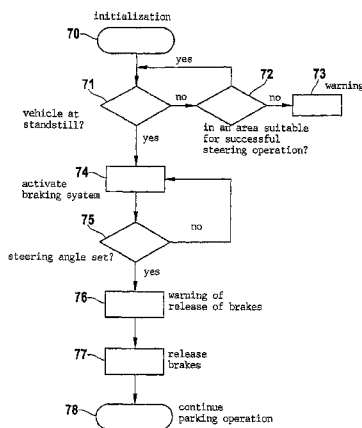 initialization
70
yes
71
72
73
warning
no
no
vehicle at
standstill?
in an area suitable
for successful
steering operation?
yes
74
activate
braking system
75
no
steering angle set?
yes
76
warning of
release of brakes
77
release
brakes
78
continue
parking operation